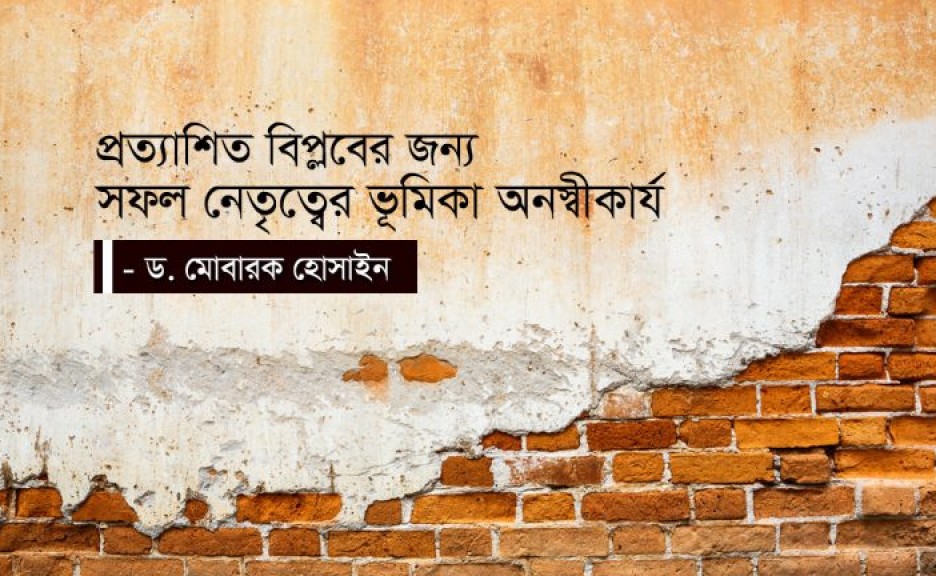 প্রত্যাশিত বিপ্লবের জন্য
সফল নেতৃত্বের ভূমিকা অনস্বীকার্য
- ড. মোবারক হোসাইন